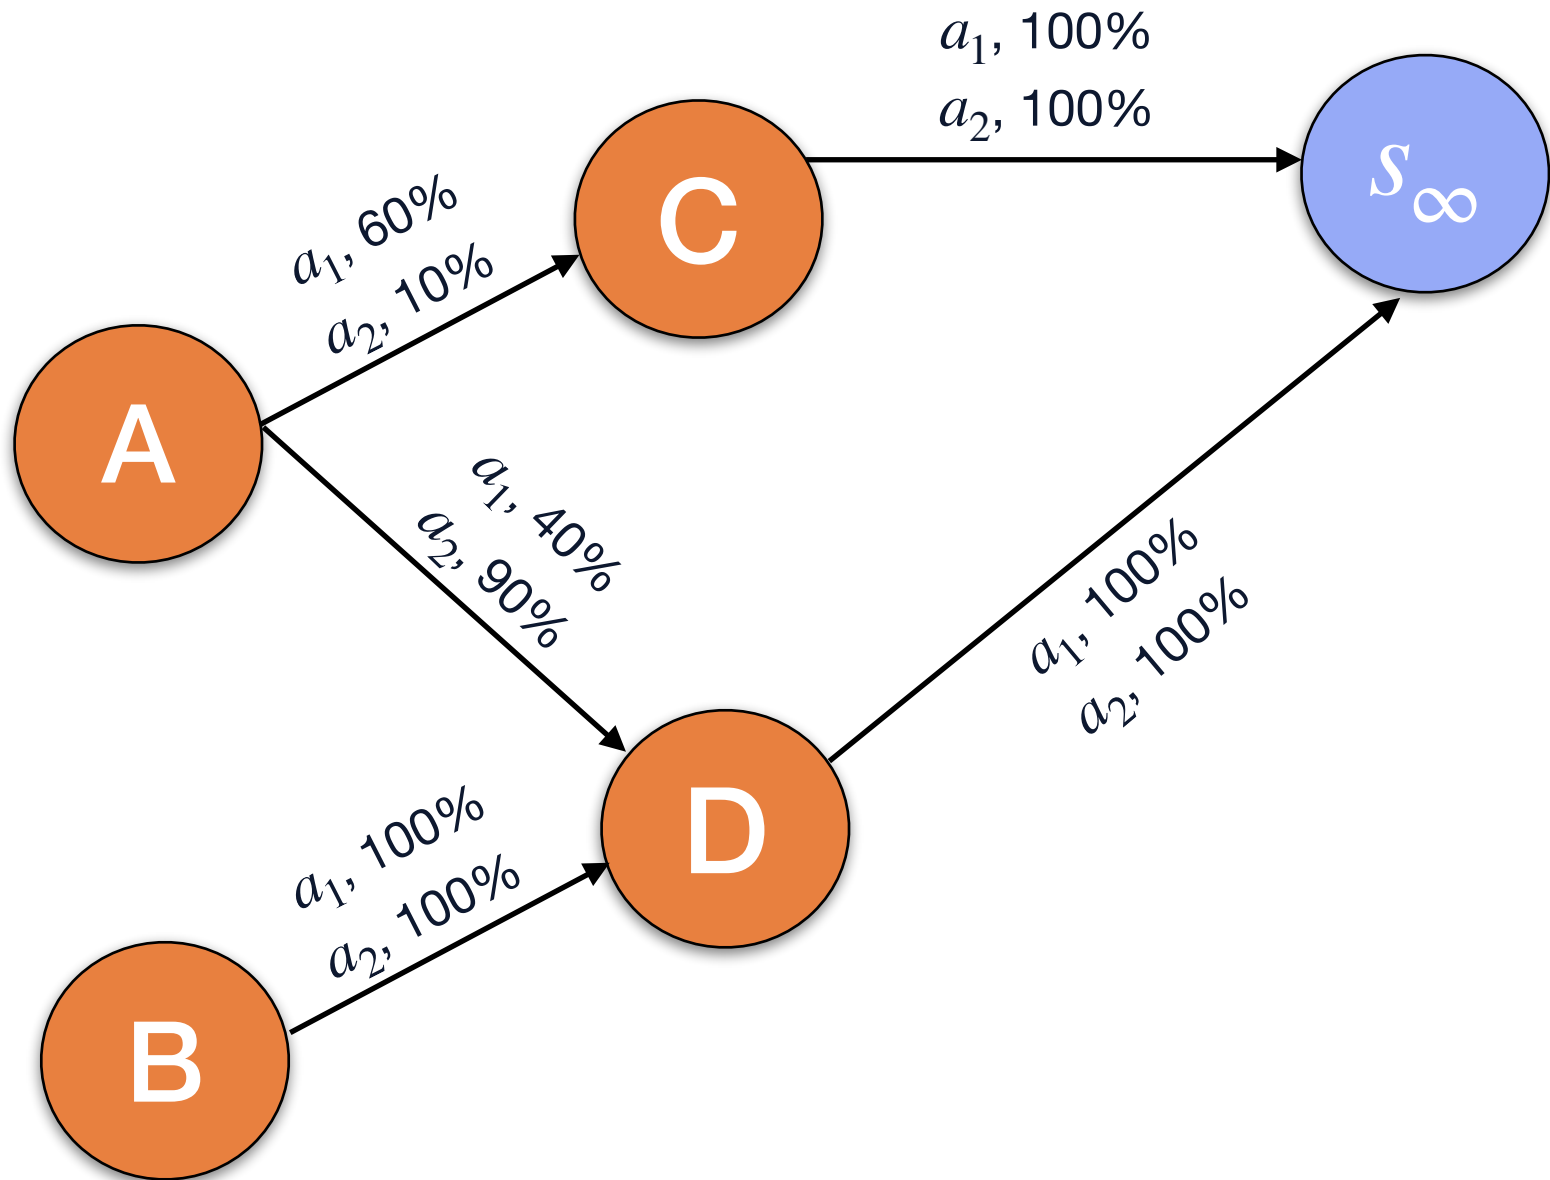 a₁, 100%
a₂, 100%
s∞
C
a₁, 60%
a₂, 10%
A
a₁, 40%
a₂, 90%
a₁, 100%
a₂, 100%
D
a₁, 100%
a₂, 100%
B